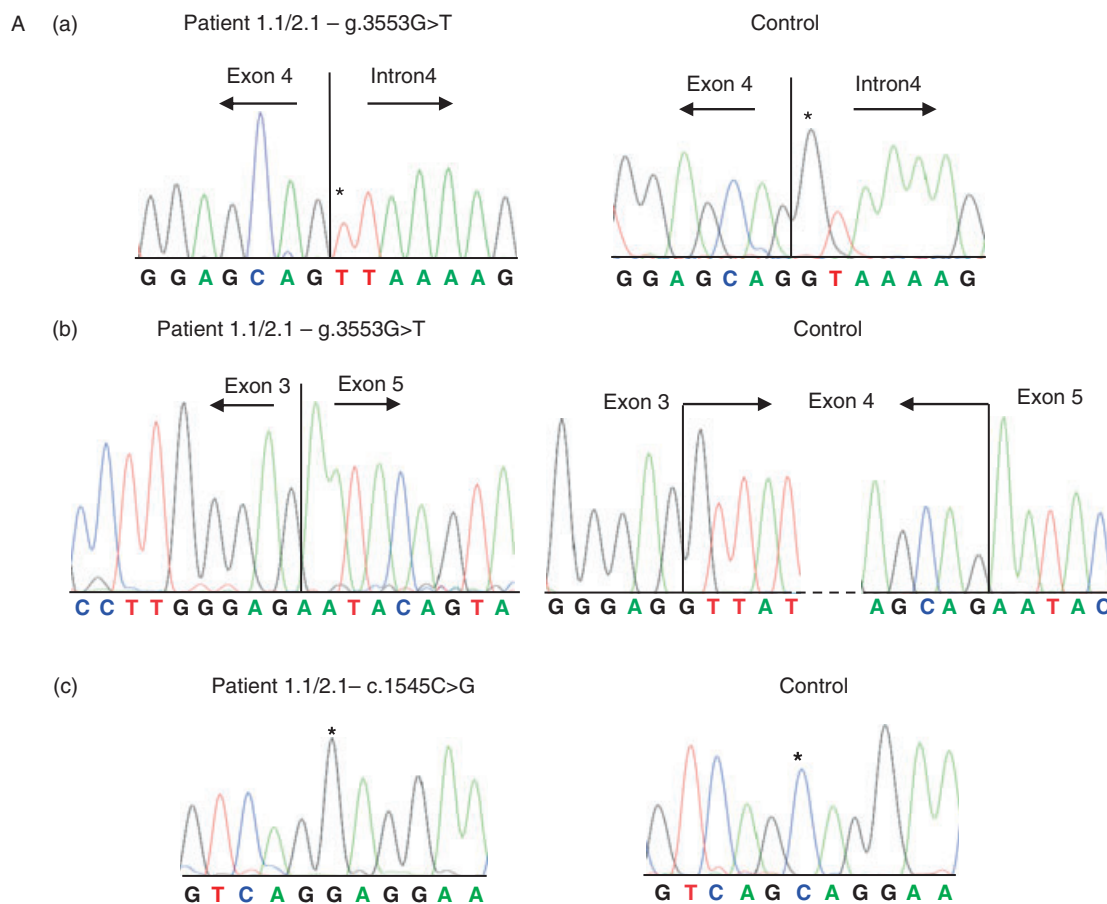 A (a) Patient 1.1/2.1 – g.3553G>T Control
Exon 4 Intron4 Exon 4 Intron4
* *
G G A G C A G T T A A A A G G G A G C A G G T A A A A G
(b) Patient 1.1/2.1 – g.3553G>T Control
Exon 3 Exon 5 Exon 3 Exon 4 Exon 5
C C T T G G G A G A A T A C A G T A G G G A G G T T A T A G C A G A A T A C
(c) Patient 1.1/2.1– c.1545C>G Control
* *
G T C A G G A G G A A G T C A G C A G G A A